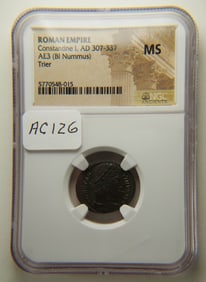 ROMAN EMPIRE
Constantine I, AD 307-337
AE3 (BI Nummus)
Trier
5770548-015
MS
AC126